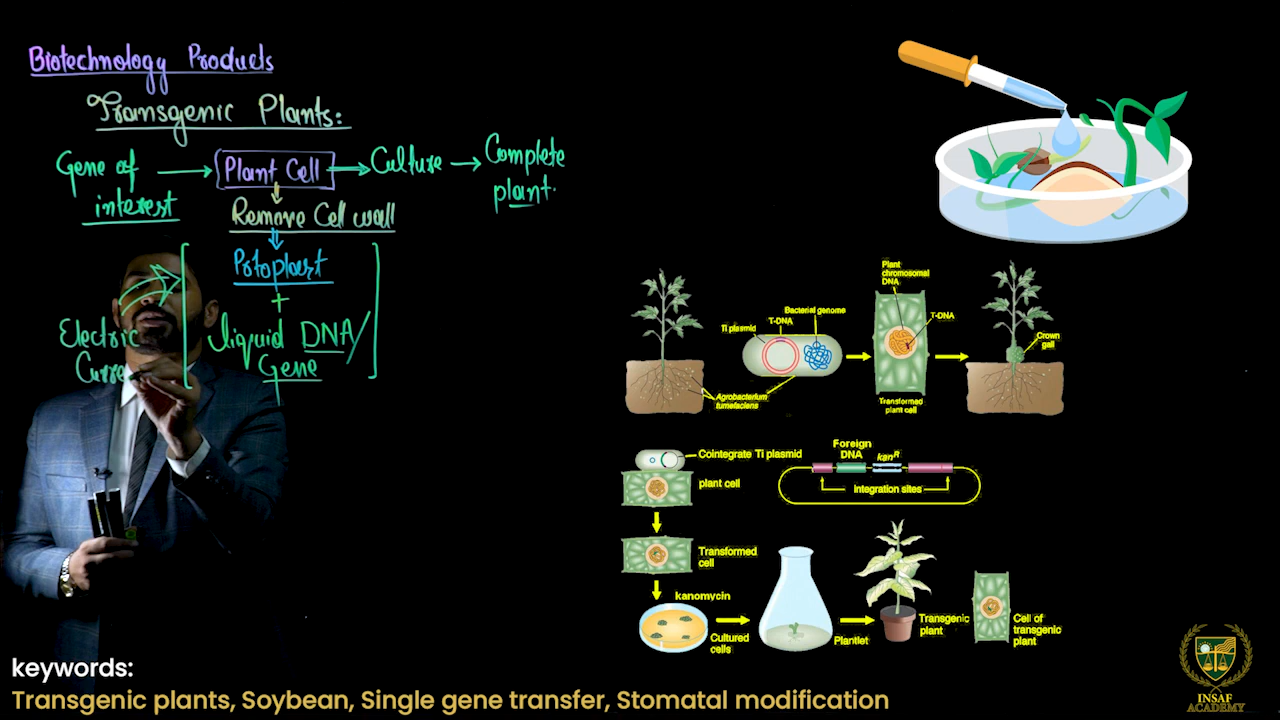 Biotechnology Products
Transgenic Plants:
Gene of interest → Plant Cell → Culture → Complete plant.
Remove Cell wall
Potoplast
+
liquid DNA/
Gene
Electric
Curre
Plant chromosomal DNA
T-DNA
Bacterial genome
T-DNA
Ti plasmid
Crown gall
Agrobacterium tumefaciens
Transformed plant cell
Cointegrate Ti plasmid
plant cell
Foreign DNA
kanR
Integration sites
Transformed cell
kanomycin
Cultured cells
Plantlet
Transgenic plant
Cell of transgenic plant
keywords:
Transgenic plants, Soybean, Single gene transfer, Stomatal modification
INSAF
ACADEMY